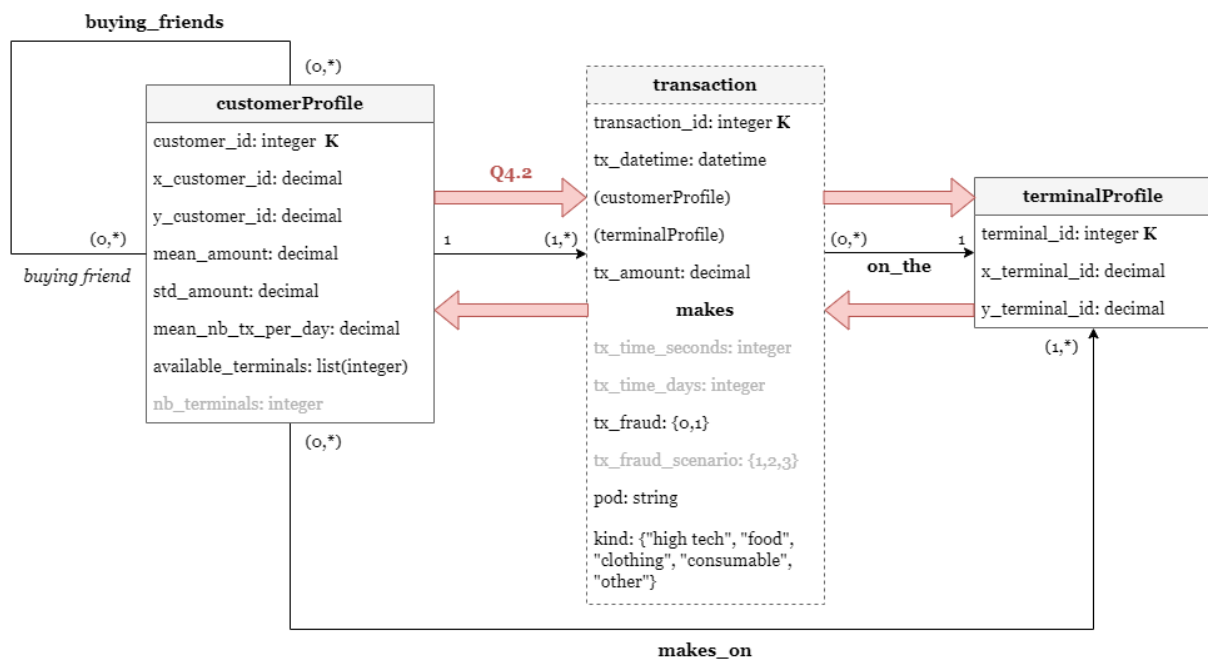 buying_friends
(0,*)
customerProfile
customer_id: integer K
x_customer_id: decimal
y_customer_id: decimal
mean_amount: decimal
std_amount: decimal
mean_nb_tx_per_day: decimal
available_terminals: list(integer)
nb_terminals: integer
(0,*)
buying friend
(0,*)
Q4.2
1
(1,*)
transaction
transaction_id: integer K
tx_datetime: datetime
(customerProfile)
(terminalProfile)
tx_amount: decimal
makes
tx_time_seconds: integer
tx_time_days: integer
tx_fraud: {0,1}
tx_fraud_scenario: {1,2,3}
pod: string
kind: {"high tech", "food",
"clothing", "consumable",
"other"}
(0,*)
1
on_the
terminalProfile
terminal_id: integer K
x_terminal_id: decimal
y_terminal_id: decimal
(1,*)
makes_on